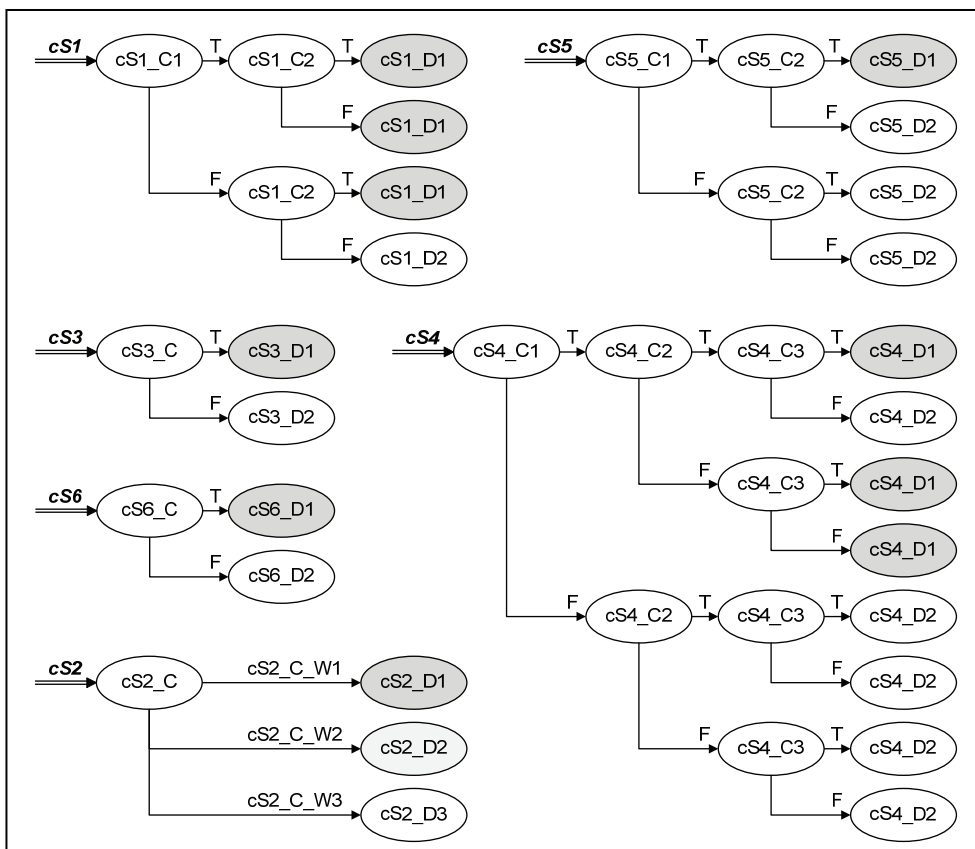 cS1 cS1_C1 T cS1_C2 T cS1_D1
F cS1_D1
F cS1_C2 T cS1_D1
F cS1_D2
cS5 cS5_C1 T cS5_C2 T cS5_D1
F cS5_D2
F cS5_C2 T cS5_D2
F cS5_D2
cS3 cS3_C T cS3_D1
F cS3_D2
cS6 cS6_C T cS6_D1
F cS6_D2
cS2 cS2_C cS2_C_W1 cS2_D1
cS2_C_W2 cS2_D2
cS2_C_W3 cS2_D3
cS4 cS4_C1 T cS4_C2 T cS4_C3 T cS4_D1
F cS4_D2
F cS4_C3 T cS4_D1
F cS4_D1
F cS4_C2 T cS4_C3 T cS4_D2
F cS4_D2
F cS4_C3 T cS4_D2
F cS4_D2